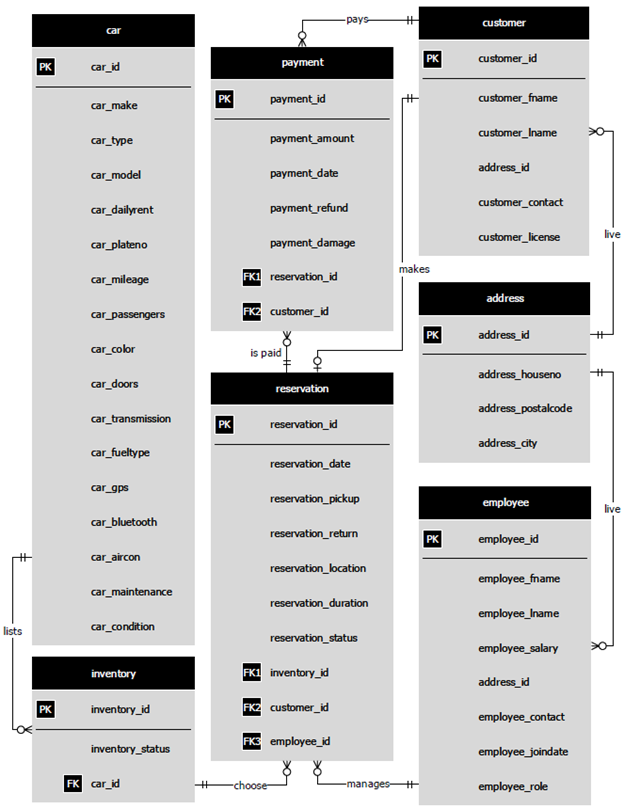 car
PK car_id
car_make
car_type
car_model
car_dailyrent
car_plateno
car_mileage
car_passengers
car_color
car_doors
car_transmission
car_fueltype
car_gps
car_bluetooth
car_aircon
car_maintenance
car_condition
lists
inventory
PK inventory_id
inventory_status
FK car_id
pays
payment
PK payment_id
payment_amount
payment_date
payment_refund
payment_damage
FK1 reservation_id
FK2 customer_id
is paid
makes
reservation
PK reservation_id
reservation_date
reservation_pickup
reservation_return
reservation_location
reservation_duration
reservation_status
FK1 inventory_id
FK2 customer_id
FK3 employee_id
choose
manages
customer
PK customer_id
customer_fname
customer_lname
address_id
customer_contact
customer_license
live
address
PK address_id
address_houseno
address_postalcode
address_city
live
employee
PK employee_id
employee_fname
employee_lname
employee_salary
address_id
employee_contact
employee_joindate
employee_role